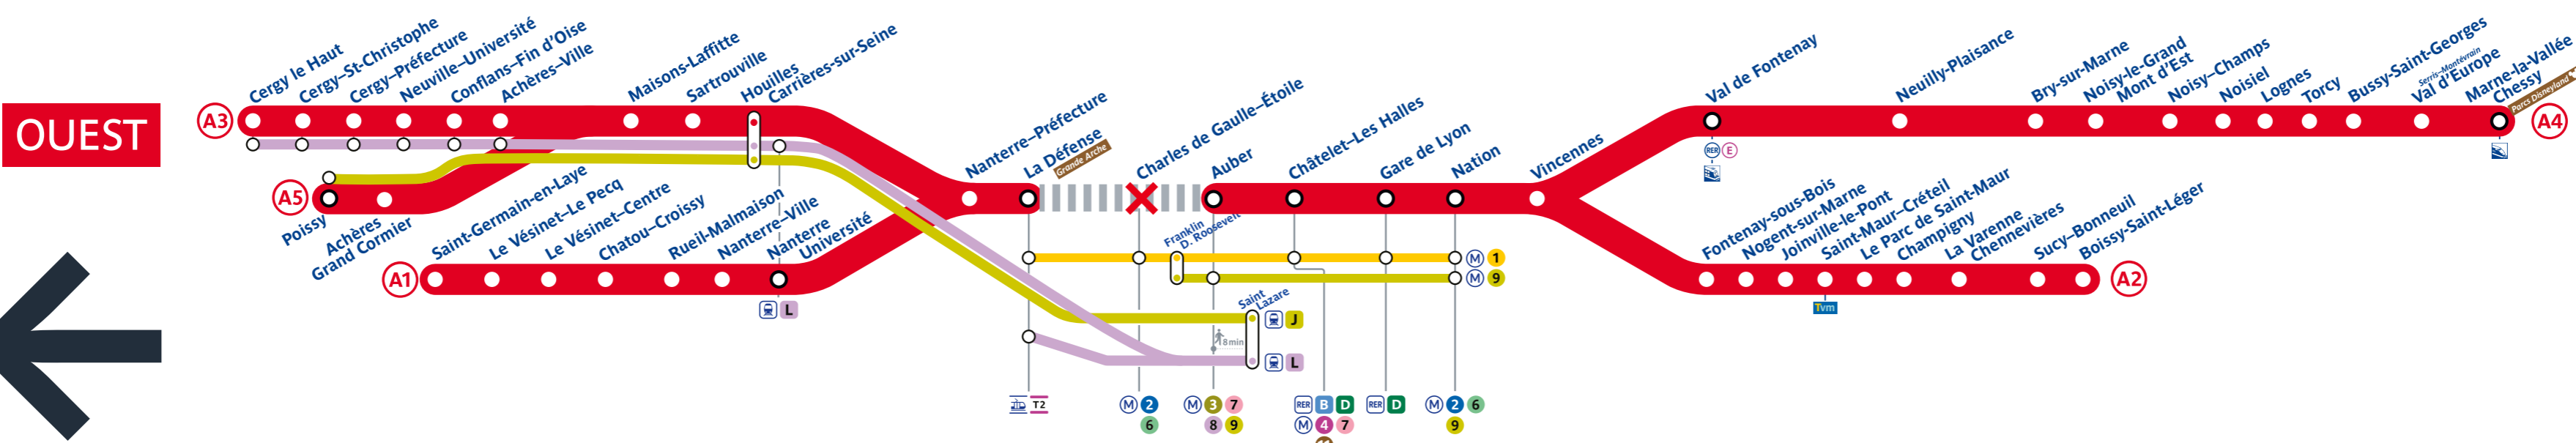 OUEST
A3
Cergy le Haut
Cergy–St-Christophe
Cergy–Préfecture
Neuville–Université
Conflans–Fin d'Oise
Achères–Ville
Maisons-Laffitte
Sartrouville
Houilles
Carrières-sur-Seine
A5
Poissy
Achères
Grand Cormier
A1
Saint-Germain-en-Laye
Le Vésinet–Le Pecq
Le Vésinet–Centre
Chatou–Croissy
Rueil-Malmaison
Nanterre–Ville
Nanterre
Université
L
Nanterre–Préfecture
La Défense
Grande Arche
Charles de Gaulle–Étoile
Auber
Châtelet–Les Halles
Gare de Lyon
Nation
Vincennes
Franklin
D. Roosevelt
M 1
M 9
Saint
Lazare
J
8 min
L
T2
M 2
6
M 3 7
8 9
RER B D
M 4 7
RER D
M 2 6
9
Val de Fontenay
RER E
Neuilly-Plaisance
Bry-sur-Marne
Noisy-le-Grand
Mont d'Est
Noisy–Champs
Noisiel
Lognes
Torcy
Bussy-Saint-Georges
Serris–Montévrain
Val d'Europe
Marne-la-Vallée
Chessy
Parcs Disneyland
A4
Fontenay-sous-Bois
Nogent-sur-Marne
Joinville-le-Pont
Saint-Maur–Créteil
Le Parc de Saint-Maur
Champigny
La Varenne
Chennevières
Sucy–Bonneuil
Boissy-Saint-Léger
A2
Tvm